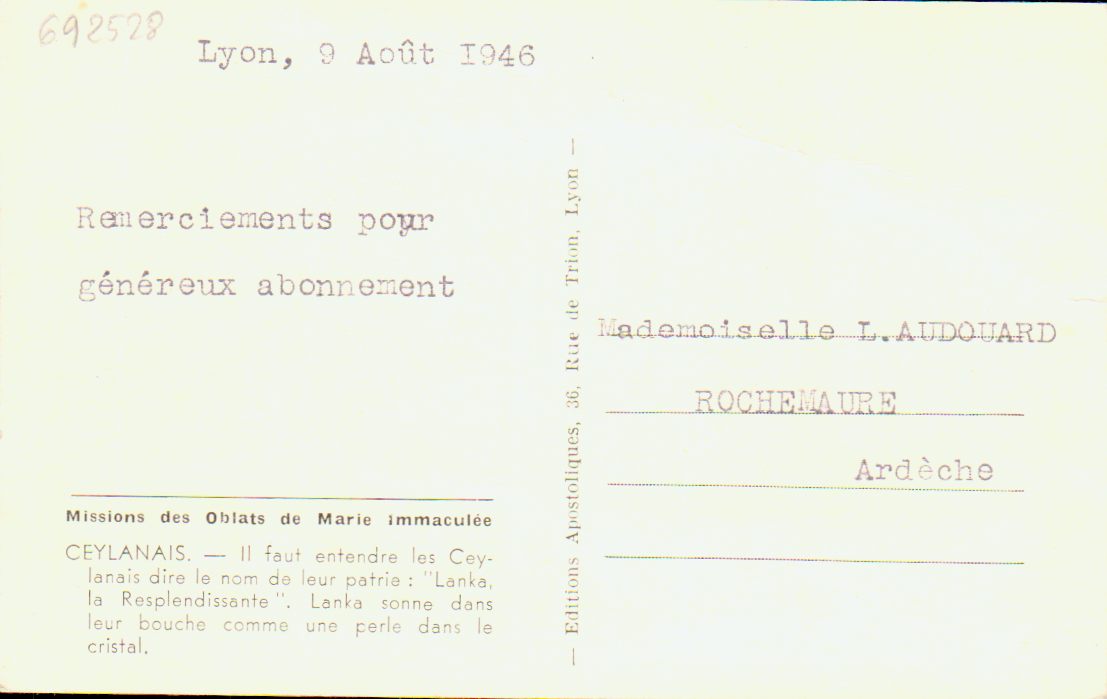 692528
Lyon, 9 Août I946
Remerciements pour
généreux abonnement
Missions des Oblats de Marie Immaculée
CEYLANAIS. — Il faut entendre les Cey-
lanais dire le nom de leur patrie : "Lanka,
la Resplendissante". Lanka sonne dans
leur bouche comme une perle dans le
cristal.
— Editions Apostoliques, 36, Rue de Trion, Lyon —
Mademoiselle L.AUDOUARD
ROCHEMAURE
Ardèche